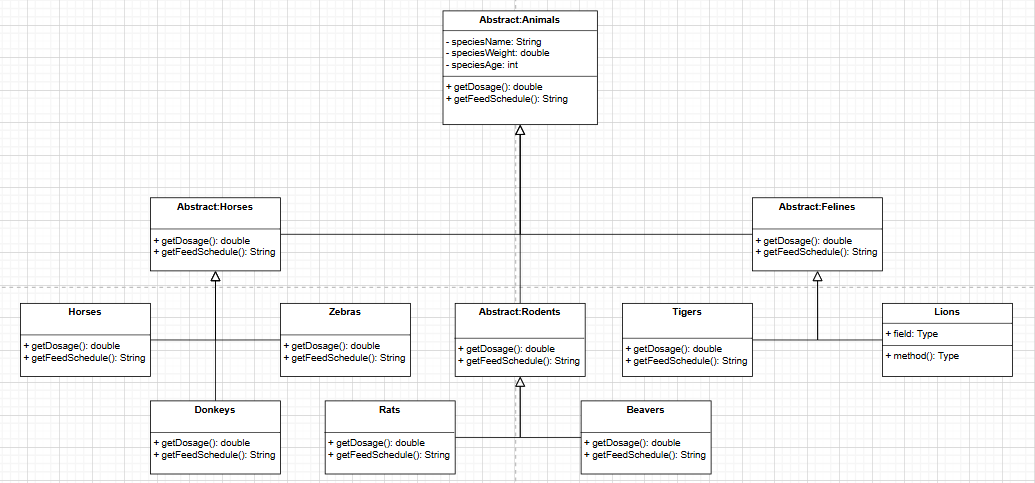 Abstract:Animals
- speciesName: String
- speciesWeight: double
- speciesAge: int
+ getDosage(): double
+ getFeedSchedule(): String
Abstract:Horses
+ getDosage(): double
+ getFeedSchedule(): String
Abstract:Felines
+ getDosage(): double
+ getFeedSchedule(): String
Horses
+ getDosage(): double
+ getFeedSchedule(): String
Zebras
+ getDosage(): double
+ getFeedSchedule(): String
Abstract:Rodents
+ getDosage(): double
+ getFeedSchedule(): String
Tigers
+ getDosage(): double
+ getFeedSchedule(): String
Lions
+ field: Type
+ method(): Type
Donkeys
+ getDosage(): double
+ getFeedSchedule(): String
Rats
+ getDosage(): double
+ getFeedSchedule(): String
Beavers
+ getDosage(): double
+ getFeedSchedule(): String